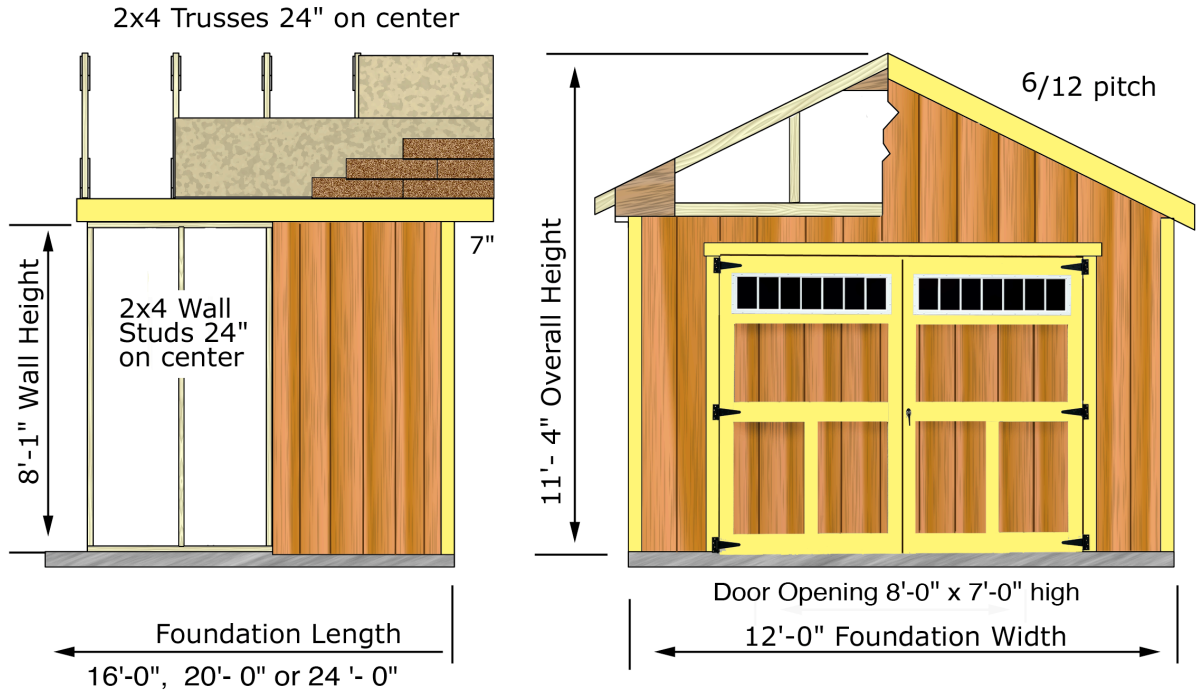 2x4 Trusses 24" on center
6/12 pitch
7"
8'-1" Wall Height
2x4 Wall
Studs 24"
on center
11'- 4" Overall Height
Door Opening 8'-0" x 7'-0" high
12'-0" Foundation Width
Foundation Length
16'-0", 20'- 0" or 24 '- 0"